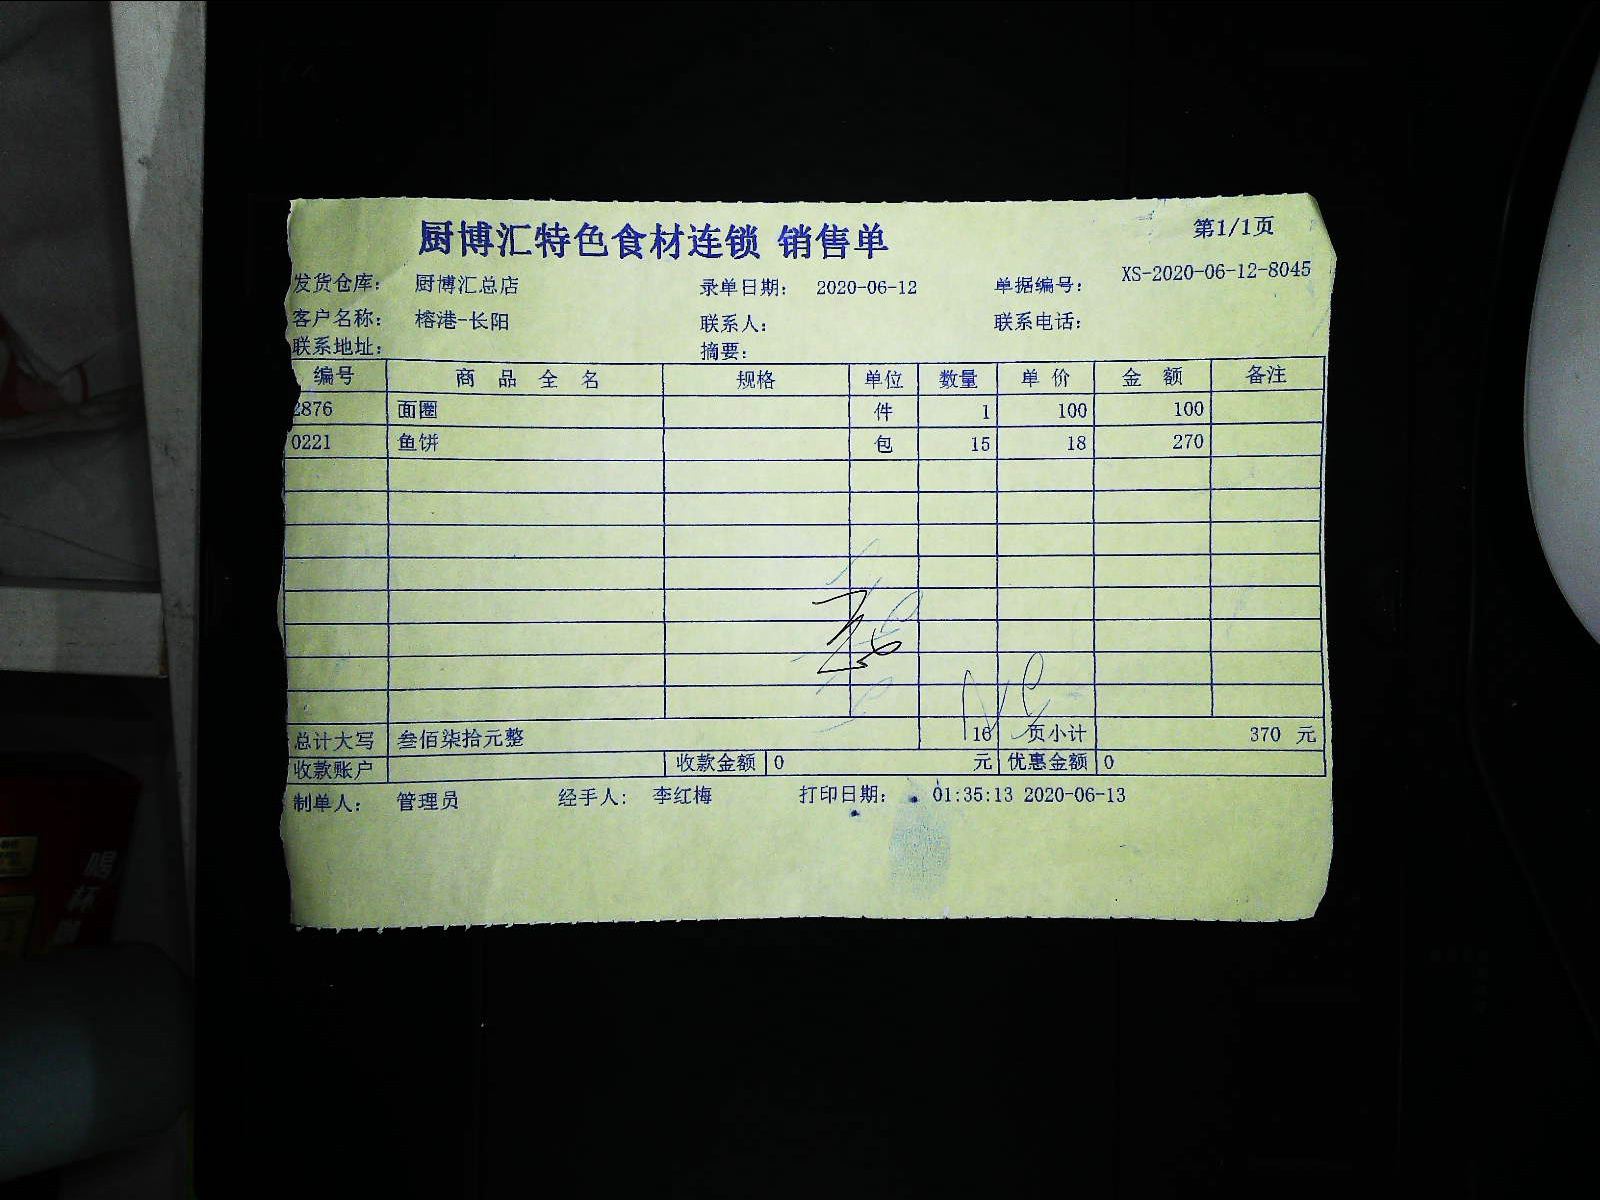 厨博汇特色食材连锁 销售单
第1/1页
发货仓库: 厨博汇总店 录单日期: 2020-06-12 单据编号: XS-2020-06-12-8045
客户名称: 榕港-长阳 联系人: 联系电话:
联系地址: 摘要:
编号 商品全名 规格 单位 数量 单价 金额 备注
2876 面圈 件 1 100 100
0221 鱼饼 包 15 18 270
总计大写 叁佰柒拾元整 16 页小计 370 元
收款账户 收款金额 0 元 优惠金额 0
制单人: 管理员 经手人: 李红梅 打印日期: 01:35:13 2020-06-13
喝杯